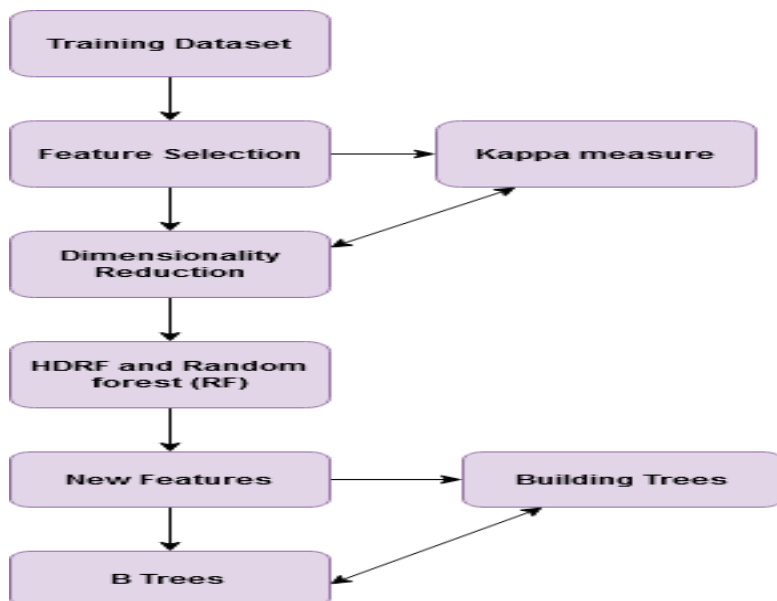 Training Dataset
Feature Selection
Kappa measure
Dimensionality
Reduction
HDRF and Random
forest (RF)
New Features
Building Trees
B Trees